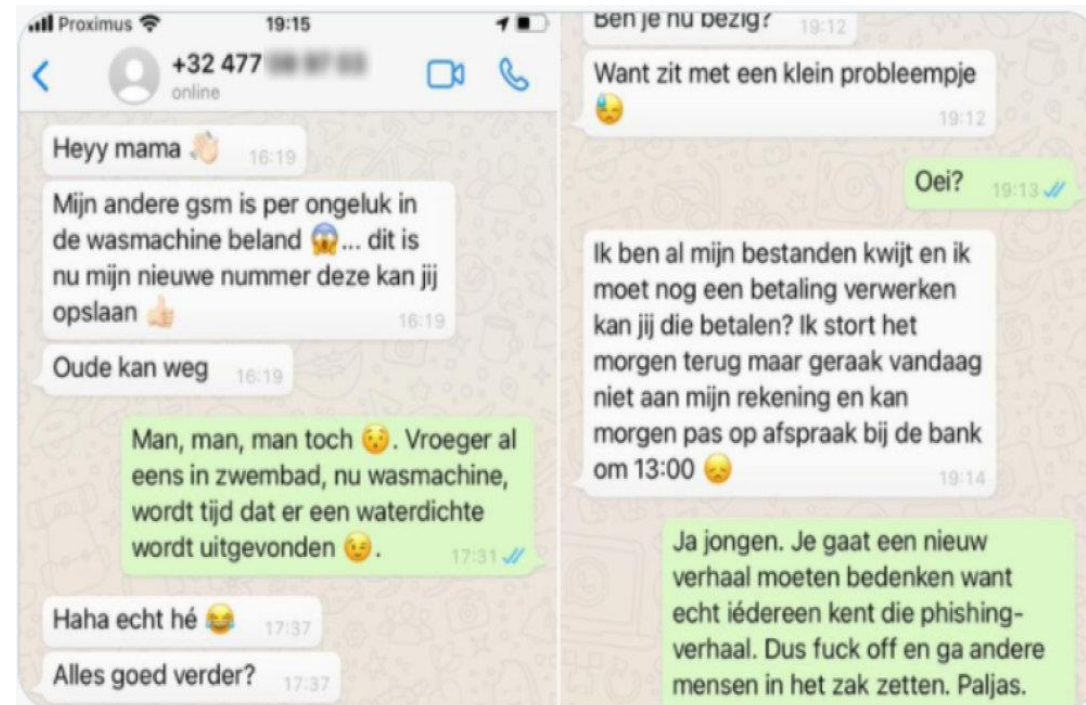 Proximus 19:15
+32 477
online
Heyy mama 👋🏻 16:19
Mijn andere gsm is per ongeluk in
de wasmachine beland 😱... dit is
nu mijn nieuwe nummer deze kan jij
opslaan 👍🏻 16:19
Oude kan weg 16:19
Man, man, man toch 😯. Vroeger al
eens in zwembad, nu wasmachine,
wordt tijd dat er een waterdichte
wordt uitgevonden 😉. 17:31
Haha echt hé 😂 17:37
Alles goed verder? 17:37
Ben je nu bezig? 19:12
Want zit met een klein probleempje
😓 19:12
Oei? 19:13
Ik ben al mijn bestanden kwijt en ik
moet nog een betaling verwerken
kan jij die betalen? Ik stort het
morgen terug maar geraak vandaag
niet aan mijn rekening en kan
morgen pas op afspraak bij de bank
om 13:00 😞 19:14
Ja jongen. Je gaat een nieuw
verhaal moeten bedenken want
echt iédereen kent die phishing-
verhaal. Dus fuck off en ga andere
mensen in het zak zetten. Paljas.